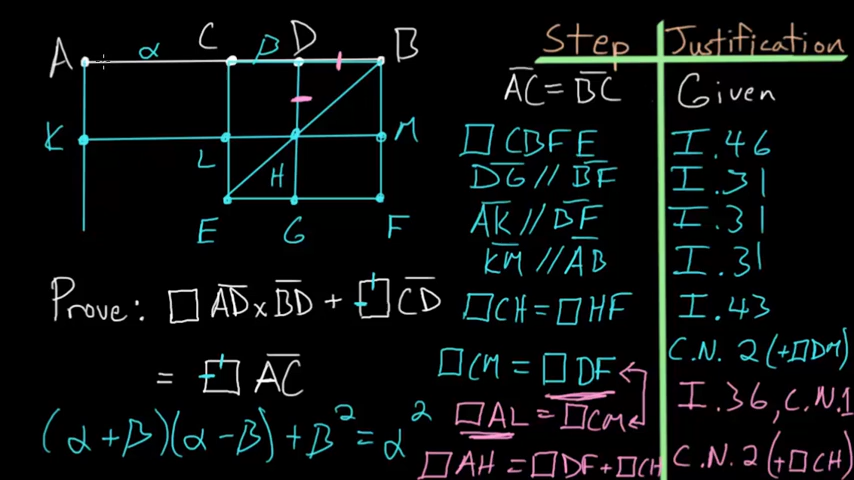 A α C β D B
K L H M
E G F
Prove: □ AD x BD + □ CD
= □ AC
(α+β)(α-β)+β²=α²
Step Justification
AC = BC Given
□ CBFE I.46
DG // BF I.31
AK // BF I.31
KM // AB I.31
□CH = □HF I.43
□CM = □DF C.N. 2 (+□DM)
□AL = □CM I.36, C.N.1
□AH = □DF+□CH C.N. 2 (+□CH)